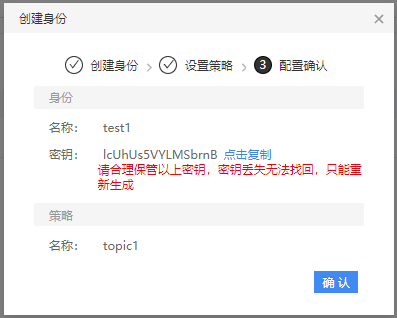 创建身份
创建身份 设置策略 3 配置确认
身份
名称： test1
密钥： lcUhUs5VYLMSbrnB 点击复制
请合理保管以上密钥，密钥丢失无法找回，只能重
新生成
策略
名称： topic1
确 认